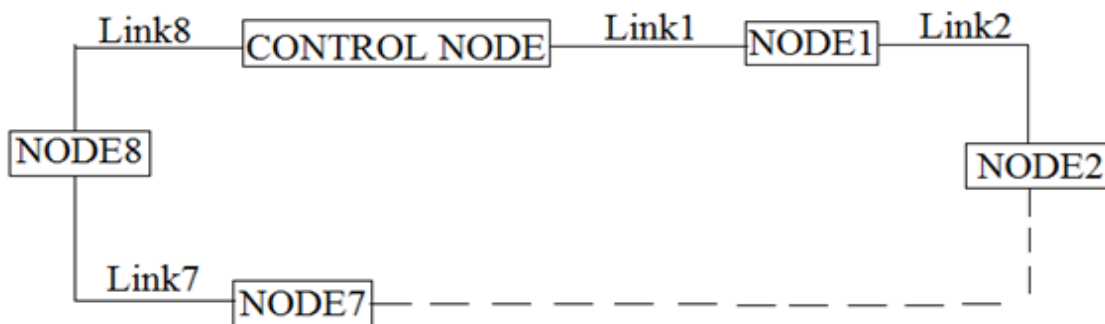 Link8
CONTROL NODE
Link1
NODE1
Link2
NODE8
NODE2
Link7
NODE7